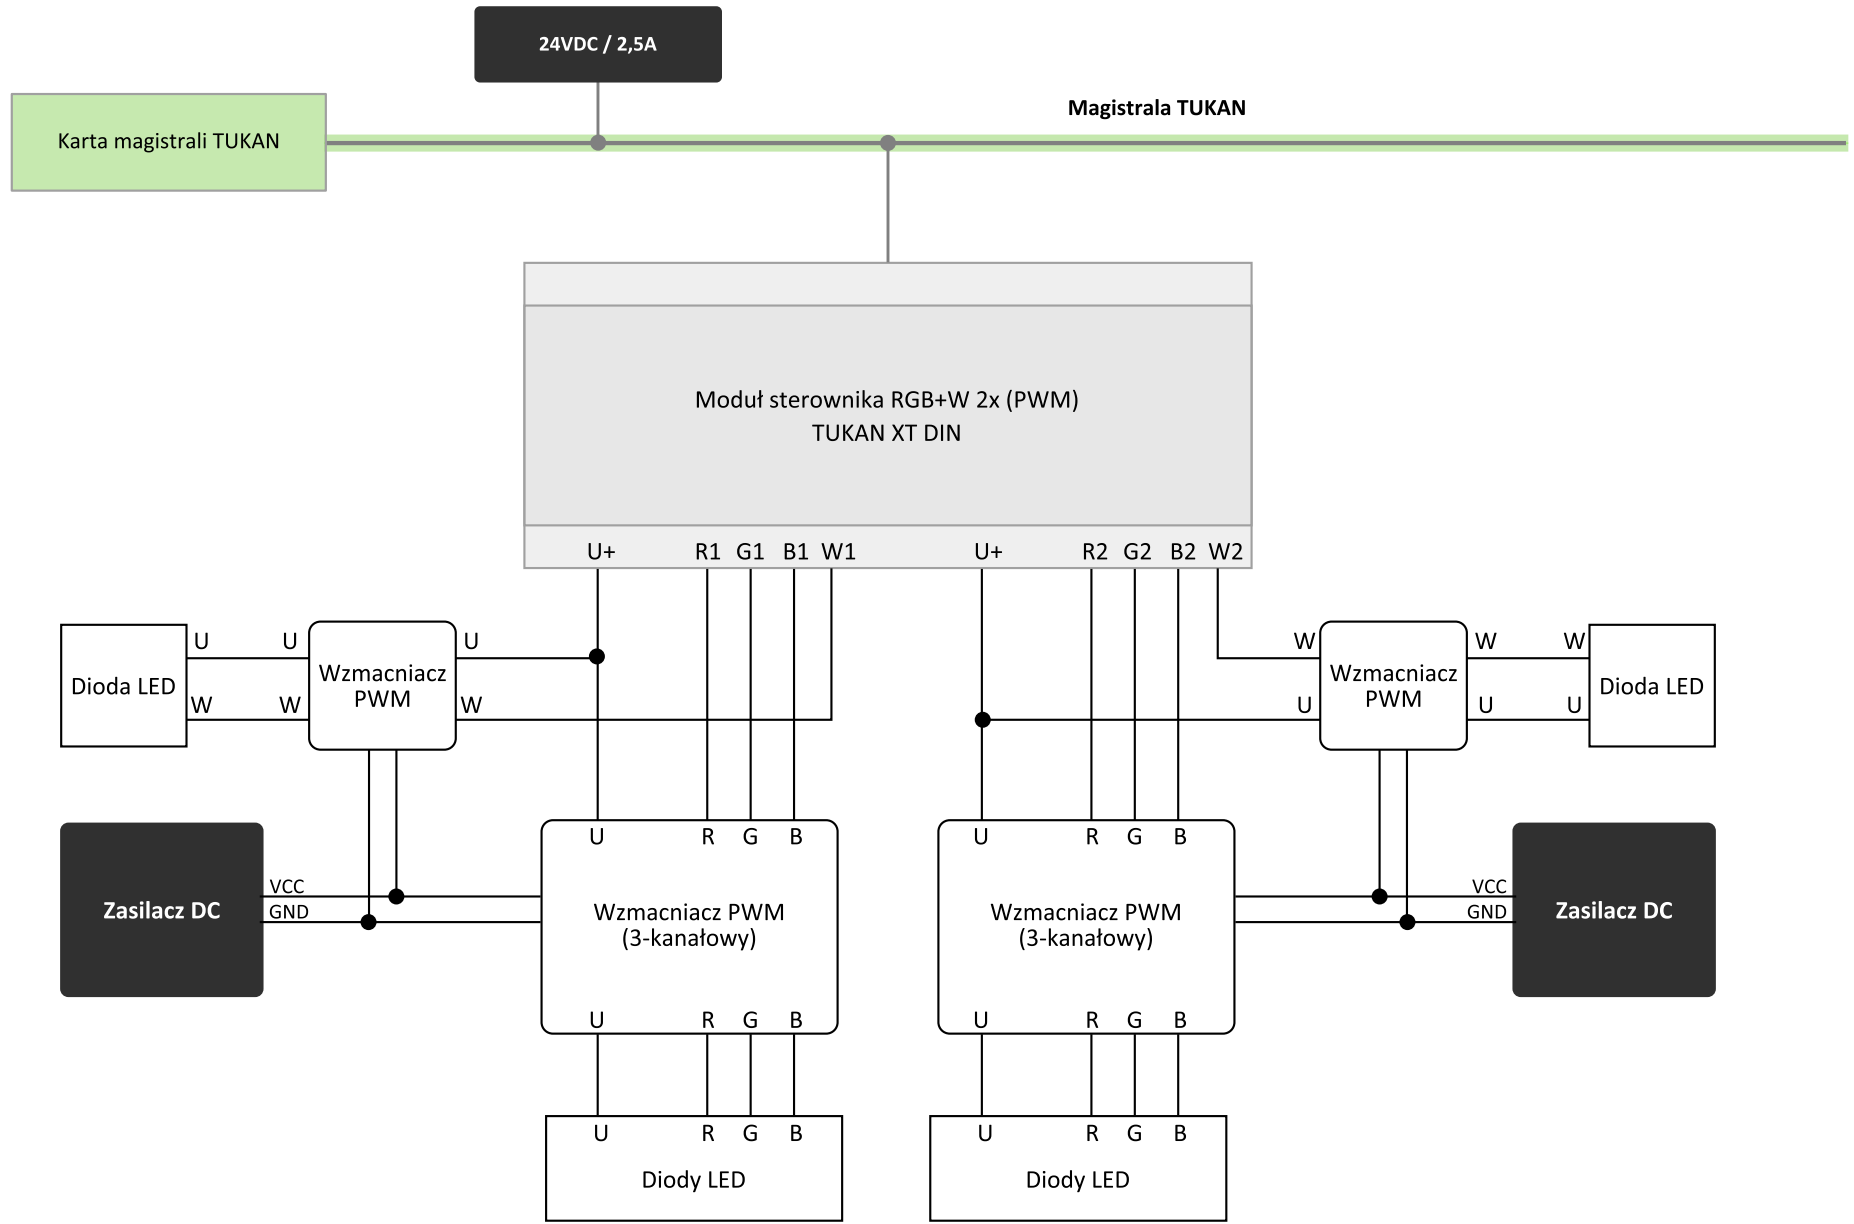 24VDC / 2,5A
Magistrala TUKAN
Karta magistrali TUKAN
Moduł sterownika RGB+W 2x (PWM)
TUKAN XT DIN
U+ R1 G1 B1 W1 U+ R2 G2 B2 W2
U U U W W W
Wzmacniacz
PWM
Dioda LED
W W W
Wzmacniacz
PWM
Dioda LED
U U U
U R G B
U R G B
VCC
GND
Zasilacz DC
Wzmacniacz PWM
(3-kanałowy)
Wzmacniacz PWM
(3-kanałowy)
VCC
GND
Zasilacz DC
U R G B
U R G B
U R G B
Diody LED
U R G B
Diody LED